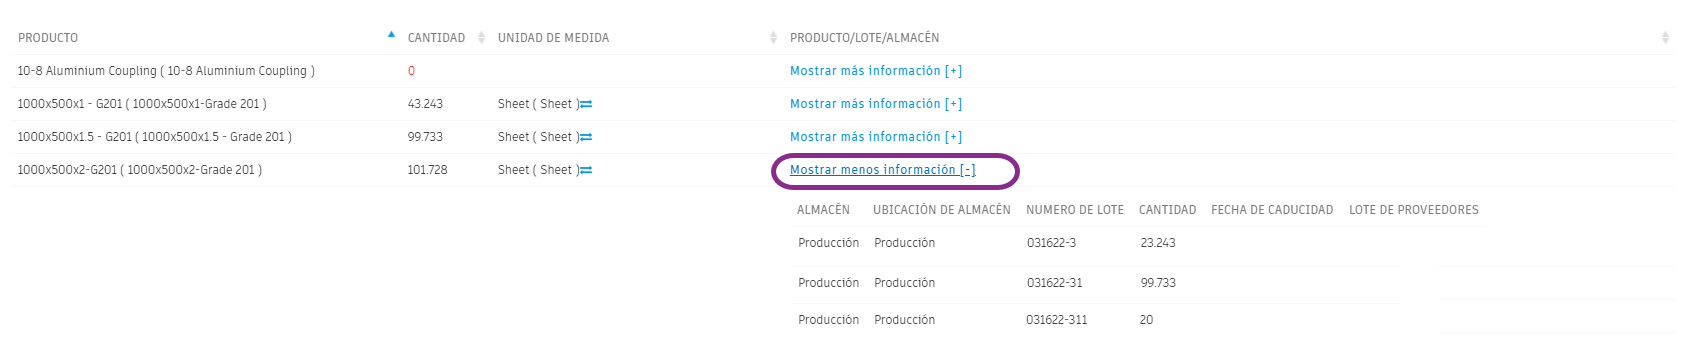 PRODUCTO CANTIDAD UNIDAD DE MEDIDA PRODUCTO/LOTE/ALMACÉN
10-8 Aluminium Coupling ( 10-8 Aluminium Coupling ) 0 Mostrar más información [+]
1000x500x1 - G201 ( 1000x500x1-Grade 201 ) 43.243 Sheet ( Sheet ) Mostrar más información [+]
1000x500x1.5 - G201 ( 1000x500x1.5 - Grade 201 ) 99.733 Sheet ( Sheet ) Mostrar más información [+]
1000x500x2-G201 ( 1000x500x2-Grade 201 ) 101.728 Sheet ( Sheet ) Mostrar menos información [-]
ALMACÉN UBICACIÓN DE ALMACÉN NUMERO DE LOTE CANTIDAD FECHA DE CADUCIDAD LOTE DE PROVEEDORES
Producción Producción 031622-3 23.243
Producción Producción 031622-31 99.733
Producción Producción 031622-311 20